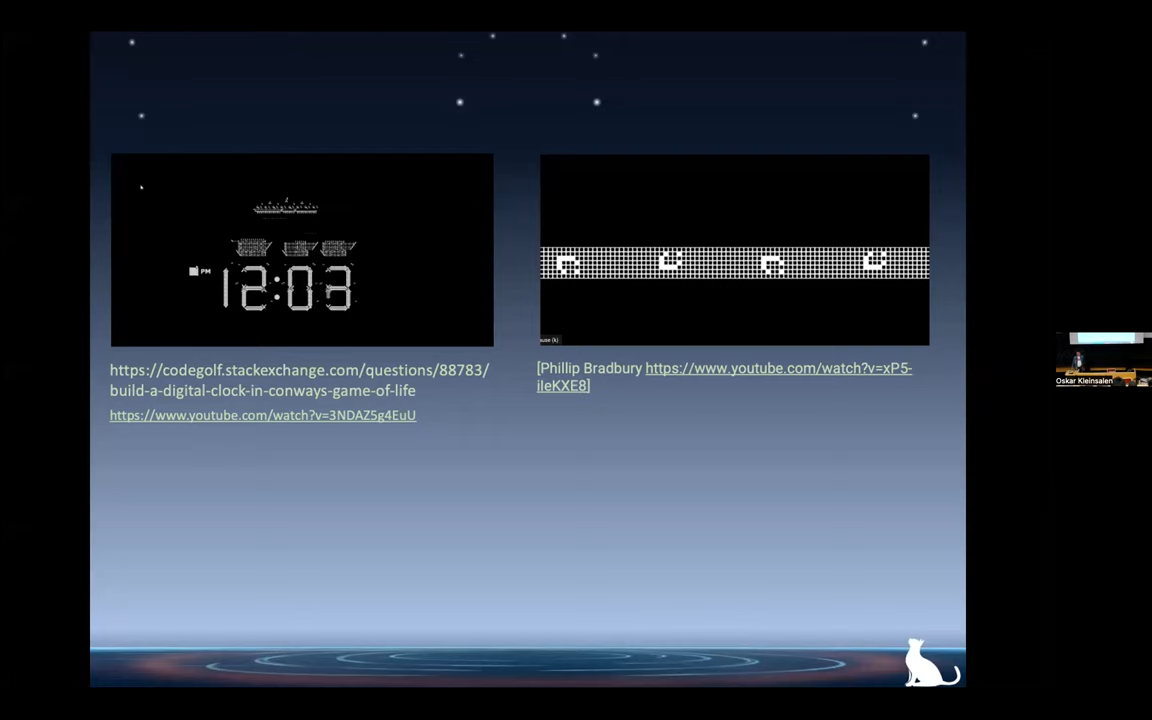 PM
12:03
use (k)
https://codegolf.stackexchange.com/questions/88783/
build-a-digital-clock-in-conways-game-of-life
https://www.youtube.com/watch?v=3NDAZ5g4EuU
[Phillip Bradbury https://www.youtube.com/watch?v=xP5-
iIeKXE8]
Oskar Kleinsalen